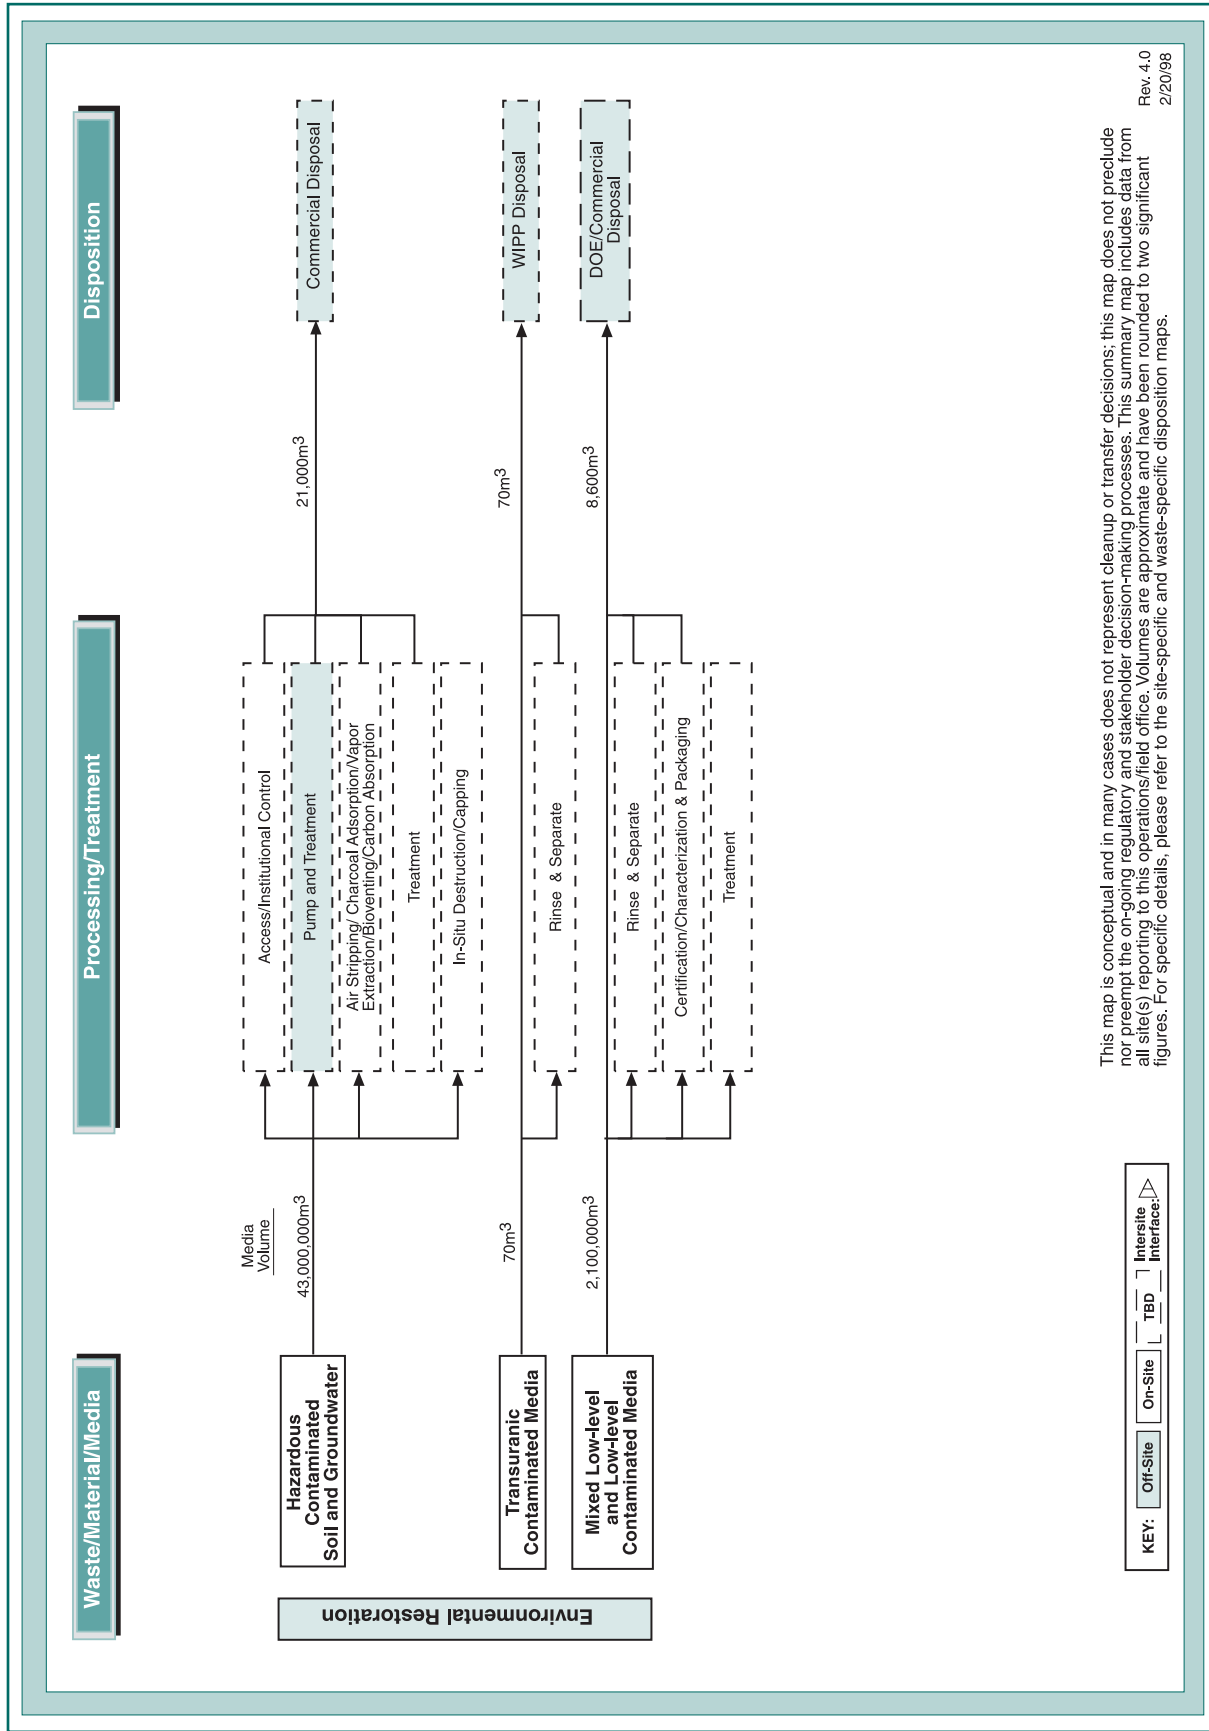 Waste/Material/Media
Processing/Treatment
Disposition
Environmental Restoration
Media
Volume
Hazardous
Contaminated
Soil and Groundwater
43,000,000m³
Access/Institutional Control
Pump and Treatment
Air Stripping/ Charcoal Adsorption/Vapor
Extraction/Bioventing/Carbon Absorption
Treatment
In-Situ Destruction/Capping
21,000m³
Commercial Disposal
Transuranic
Contaminated Media
70m³
Rinse & Separate
70m³
WIPP Disposal
Mixed Low-level
and Low-level
Contaminated Media
2,100,000m³
Rinse & Separate
Certification/Characterization & Packaging
Treatment
8,600m³
DOE/Commercial
Disposal
KEY:
Off-Site
On-Site
TBD
Intersite
Interface:
This map is conceptual and in many cases does not represent cleanup or transfer decisions; this map does not preclude
nor preempt the on-going regulatory and stakeholder decision-making processes. This summary map includes data from
all site(s) reporting to this operations/field office. Volumes are approximate and have been rounded to two significant
figures. For specific details, please refer to the site-specific and waste-specific disposition maps.
Rev. 4.0
2/20/98